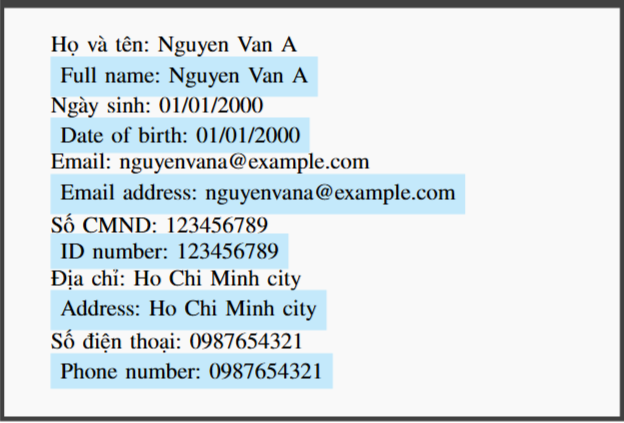 Họ và tên: Nguyen Van A
Full name: Nguyen Van A
Ngày sinh: 01/01/2000
Date of birth: 01/01/2000
Email: nguyenvana@example.com
Email address: nguyenvana@example.com
Số CMND: 123456789
ID number: 123456789
Địa chỉ: Ho Chi Minh city
Address: Ho Chi Minh city
Số điện thoại: 0987654321
Phone number: 0987654321